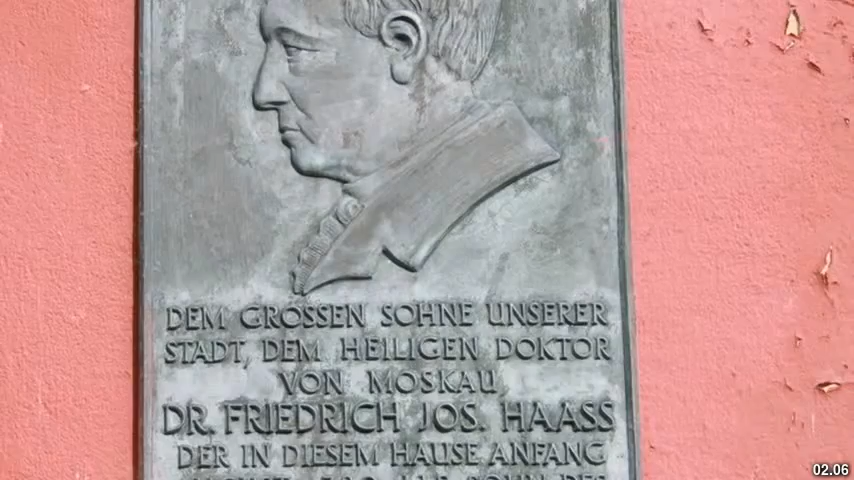 DEM GROSSEN SOHNE UNSERER
STADT, DEM HEILIGEN DOKTOR
VON MOSKAU,
DR. FRIEDRICH JOS. HAASS
DER IN DIESEM HAUSE ANFANG
02.06